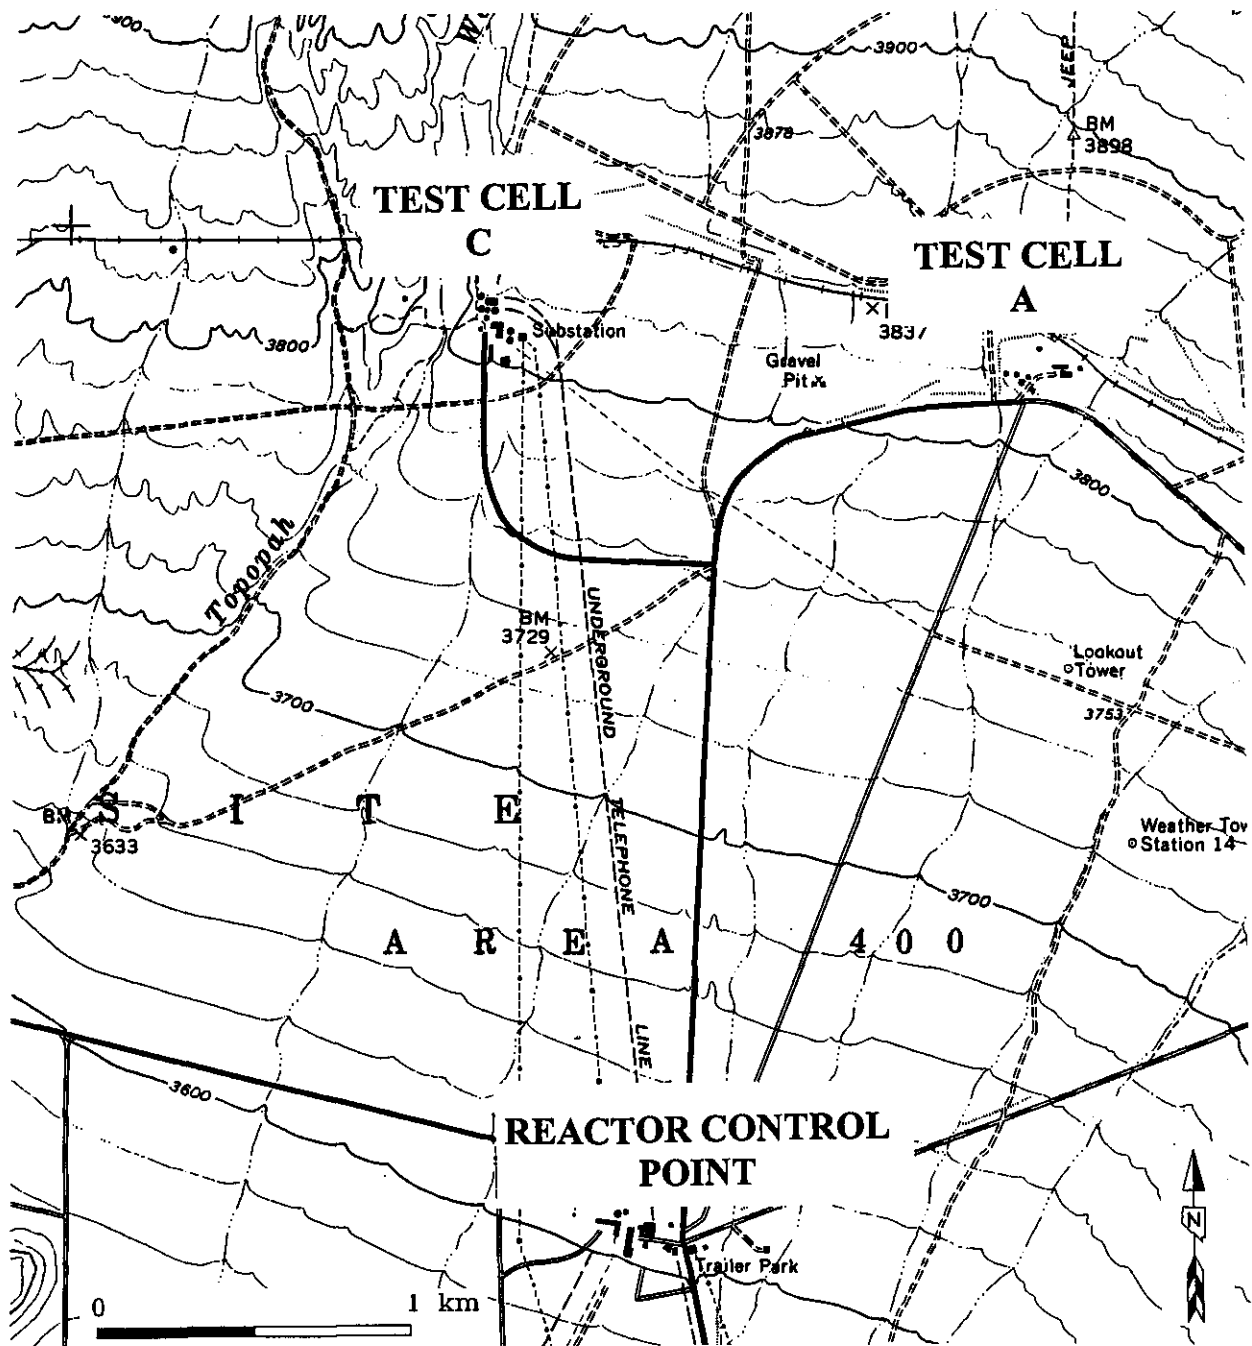 3900
W
3900
JEEP
3878
BM
3898
TEST CELL
C
TEST CELL
A
3800
Substation
3837
Gravel
Pit
3800
Topopah
BM
3729
UNDERGROUND
Lookout
Tower
3700
3753
S I T E
TELEPHONE
3633
Weather Tow
Station 14
3700
A R E A 4 0 0
LINE
3600
REACTOR CONTROL
POINT
N
Trailer Park
0 1 km